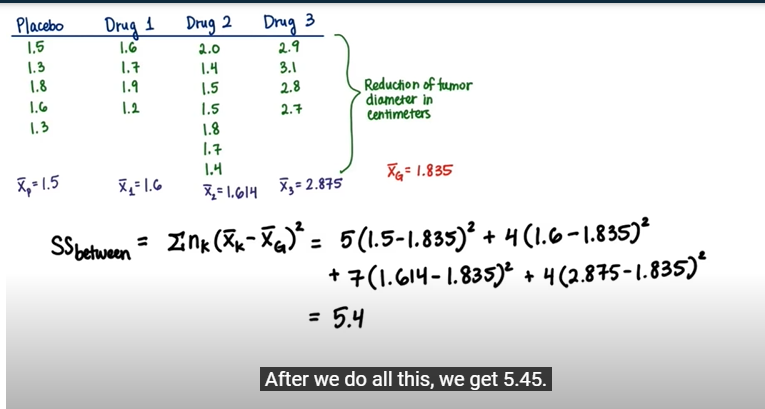 Placebo Drug 1 Drug 2 Drug 3
1.5 1.6 2.0 2.9
1.3 1.7 1.4 3.1
1.8 1.9 1.5 2.8
1.6 1.2 1.5 2.7
1.3 1.8
1.7
1.4
Reduction of tumor
diameter in
centimeters
x̄ₚ = 1.5 x̄₁ = 1.6 x̄₂ = 1.614 x̄₃ = 2.875 x̄G = 1.835
SSbetween = Σnₖ(x̄ₖ - x̄G)² = 5(1.5-1.835)² + 4(1.6-1.835)²
+ 7(1.614-1.835)² + 4(2.875-1.835)²
= 5.4
After we do all this, we get 5.45.